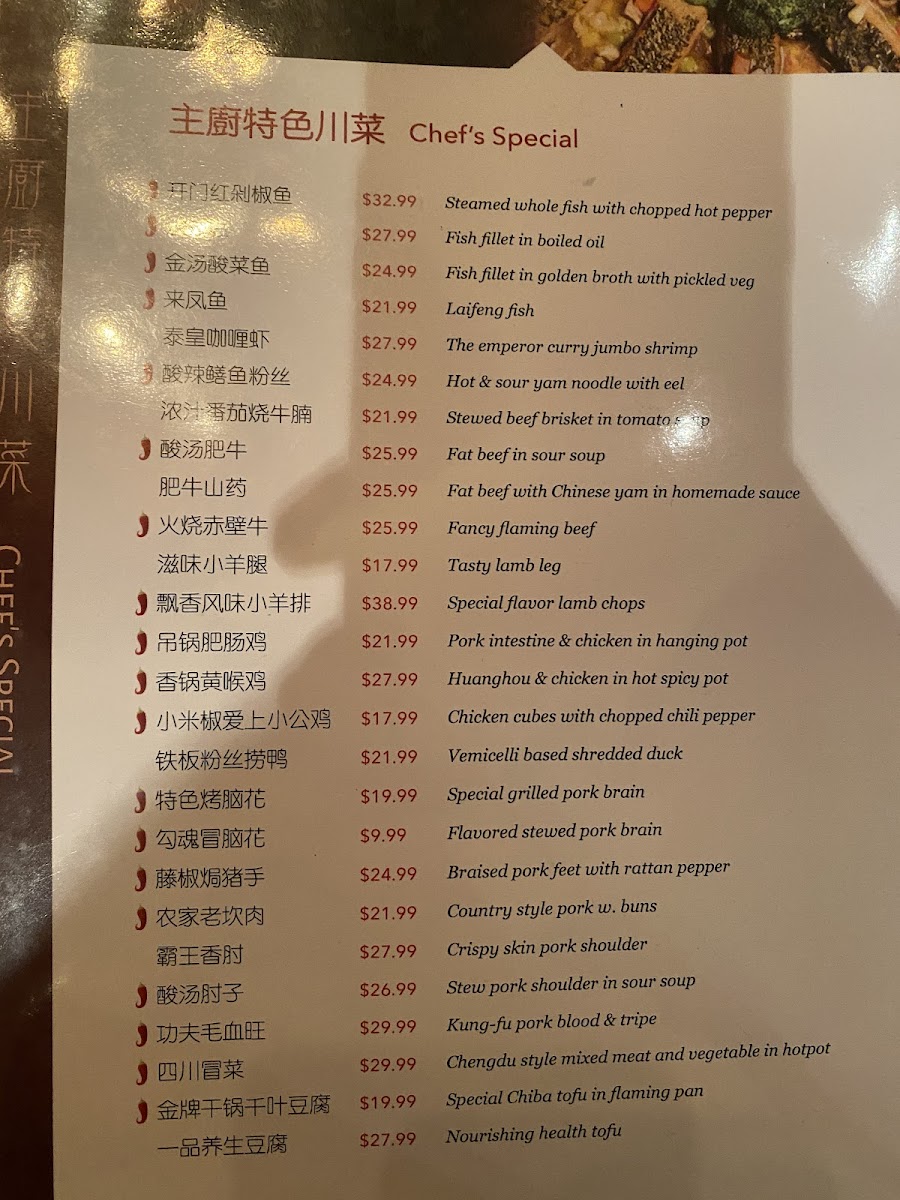 主廚特色川菜 CHEF'S SPECIAL
主廚特色川菜 Chef's Special
开门红剁椒鱼 $32.99 Steamed whole fish with chopped hot pepper
$27.99 Fish fillet in boiled oil
金汤酸菜鱼 $24.99 Fish fillet in golden broth with pickled veg
来凤鱼 $21.99 Laifeng fish
泰皇咖喱虾 $27.99 The emperor curry jumbo shrimp
酸辣鳝鱼粉丝 $24.99 Hot & sour yam noodle with eel
浓汁番茄烧牛腩 $21.99 Stewed beef brisket in tomato
酸汤肥牛 $25.99 Fat beef in sour soup
肥牛山药 $25.99 Fat beef with Chinese yam in homemade sauce
火烧赤壁牛 $25.99 Fancy flaming beef
滋味小羊腿 $17.99 Tasty lamb leg
飘香风味小羊排 $38.99 Special flavor lamb chops
吊锅肥肠鸡 $21.99 Pork intestine & chicken in hanging pot
香锅黄喉鸡 $27.99 Huanghou & chicken in hot spicy pot
小米椒爱上小公鸡 $17.99 Chicken cubes with chopped chili pepper
铁板粉丝捞鸭 $21.99 Vemicelli based shredded duck
特色烤脑花 $19.99 Special grilled pork brain
勾魂冒脑花 $9.99 Flavored stewed pork brain
藤椒焗猪手 $24.99 Braised pork feet with rattan pepper
农家老坎肉 $21.99 Country style pork w. buns
霸王香肘 $27.99 Crispy skin pork shoulder
酸汤肘子 $26.99 Stew pork shoulder in sour soup
功夫毛血旺 $29.99 Kung-fu pork blood & tripe
四川冒菜 $29.99 Chengdu style mixed meat and vegetable in hotpot
金牌干锅千叶豆腐 $19.99 Special Chiba tofu in flaming pan
一品养生豆腐 $27.99 Nourishing health tofu